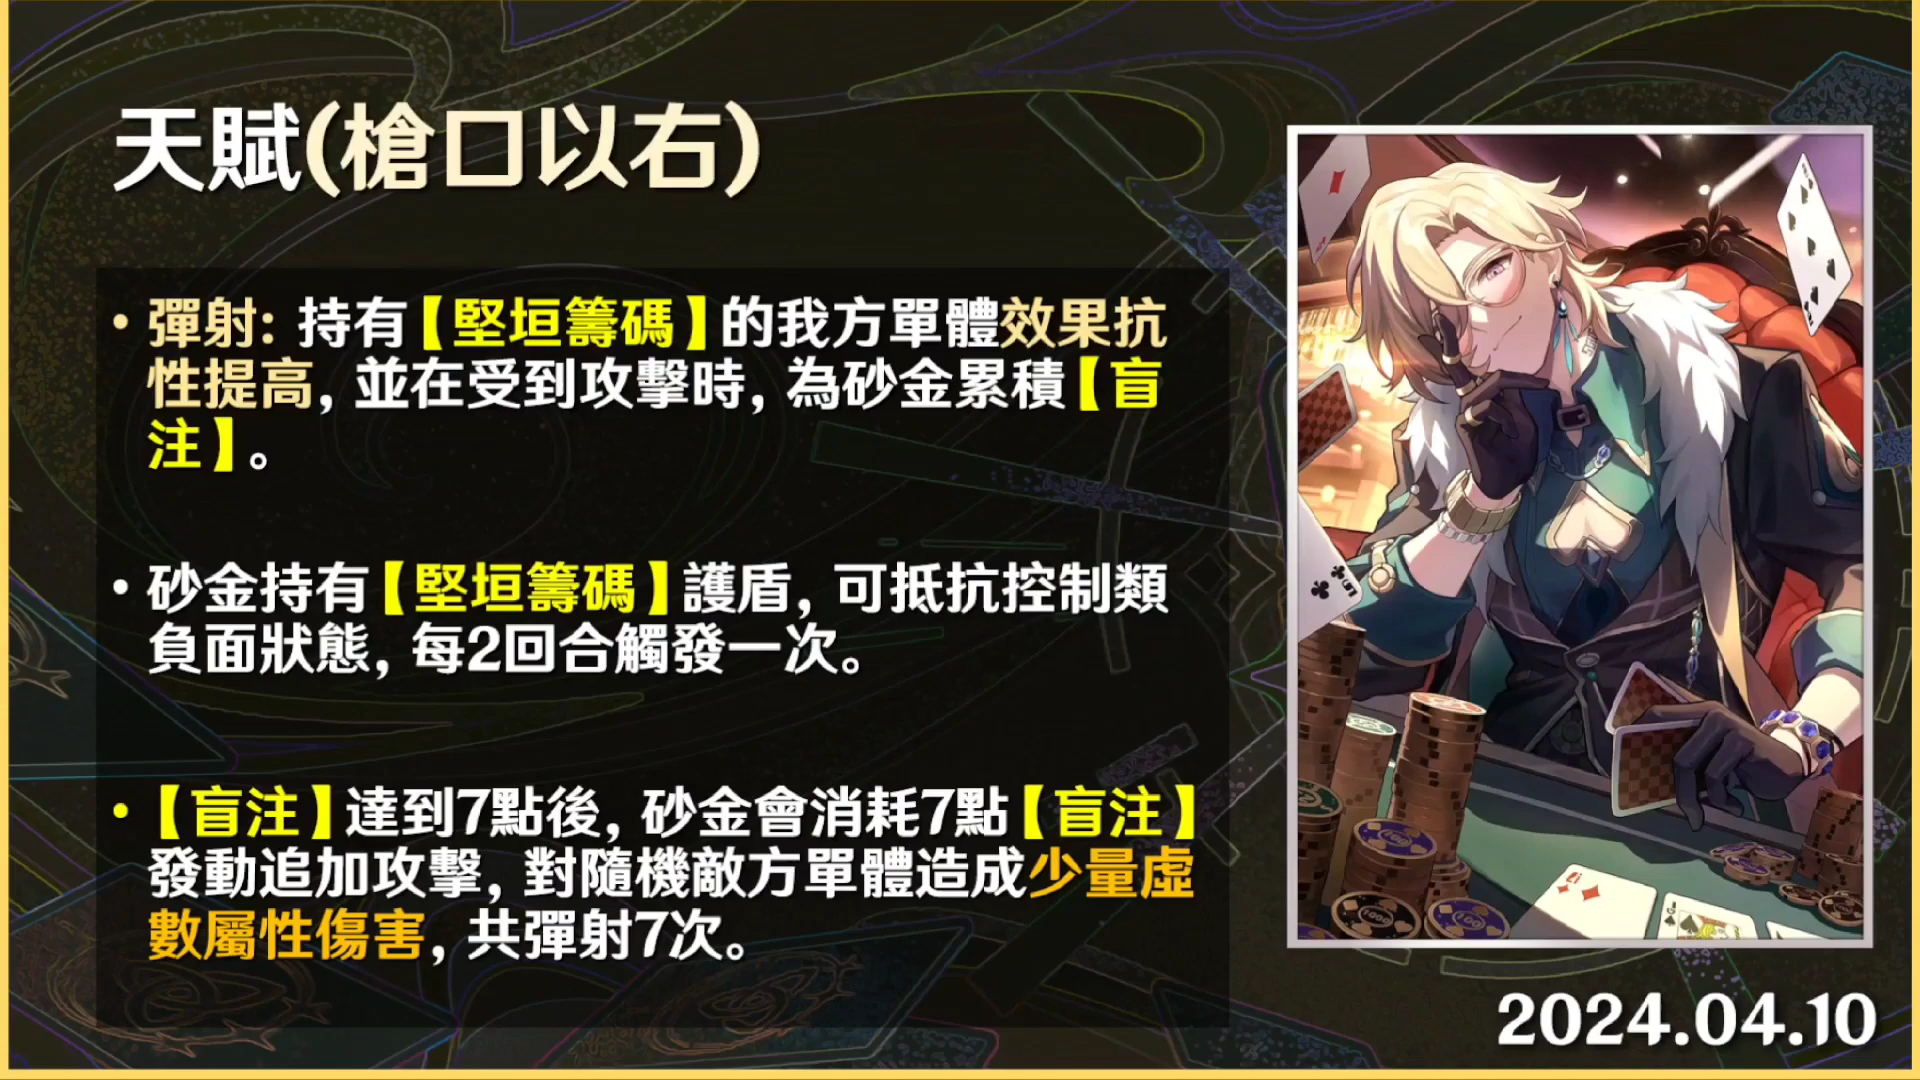 天賦(槍口以右)
• 彈射: 持有【堅垣籌碼】的我方單體效果抗
性提高, 並在受到攻擊時, 為砂金累積【盲
注】。
• 砂金持有【堅垣籌碼】護盾, 可抵抗控制類
負面狀態, 每2回合觸發一次。
• 【盲注】達到7點後, 砂金會消耗7點【盲注】
發動追加攻擊, 對隨機敵方單體造成少量虛
數屬性傷害, 共彈射7次。
2024.04.10